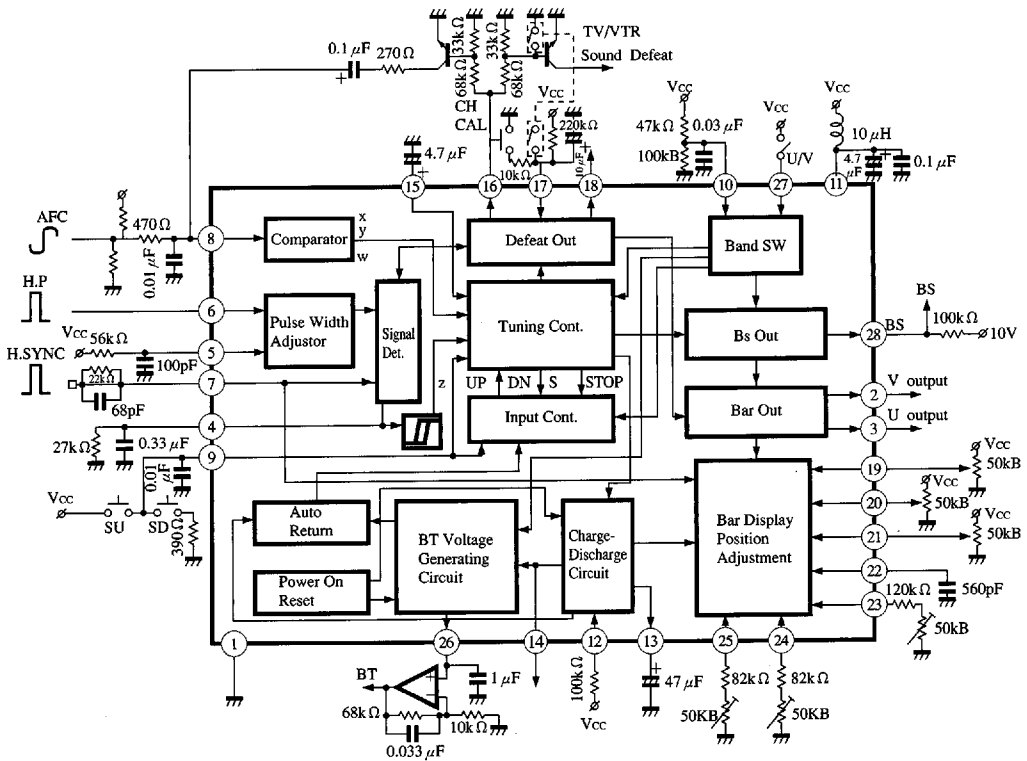 TV/VTR
Sound Defeat
0.1 μF
270Ω
33kΩ
68kΩ
33kΩ
68kΩ
CH
CAL
Vcc
220kΩ
10kΩ
10μF
4.7 μF
Vcc
47kΩ
0.03 μF
100kB
Vcc
U/V
10 μH
4.7
μF
0.1 μF
15
16
17
18
10
27
11
AFC
470Ω
0.01 μF
8
Comparator
x
y
w
Defeat Out
Band SW
H.P
6
Pulse Width
Adjustor
Signal
Det.
Tuning Cont.
Bs Out
28
BS
BS
100kΩ
10V
Vcc
56kΩ
5
100pF
H.SYNC
22kΩ
68pF
7
z
UP
DN
S
STOP
Input Cont.
Bar Out
2
V output
3
U output
4
27kΩ
0.33 μF
9
0.01
μF
Vcc
SU
SD
390Ω
Auto
Return
Power On
Reset
BT Voltage
Generating
Circuit
Charge-
Discharge
Circuit
Bar Display
Position
Adjustment
19
Vcc
50kB
20
Vcc
50kB
21
Vcc
50kB
22
560pF
23
120kΩ
50kB
1
26
14
12
13
25
24
BT
1 μF
68kΩ
10kΩ
0.033 μF
100kΩ
Vcc
47 μF
82kΩ
50KB
82kΩ
50KB